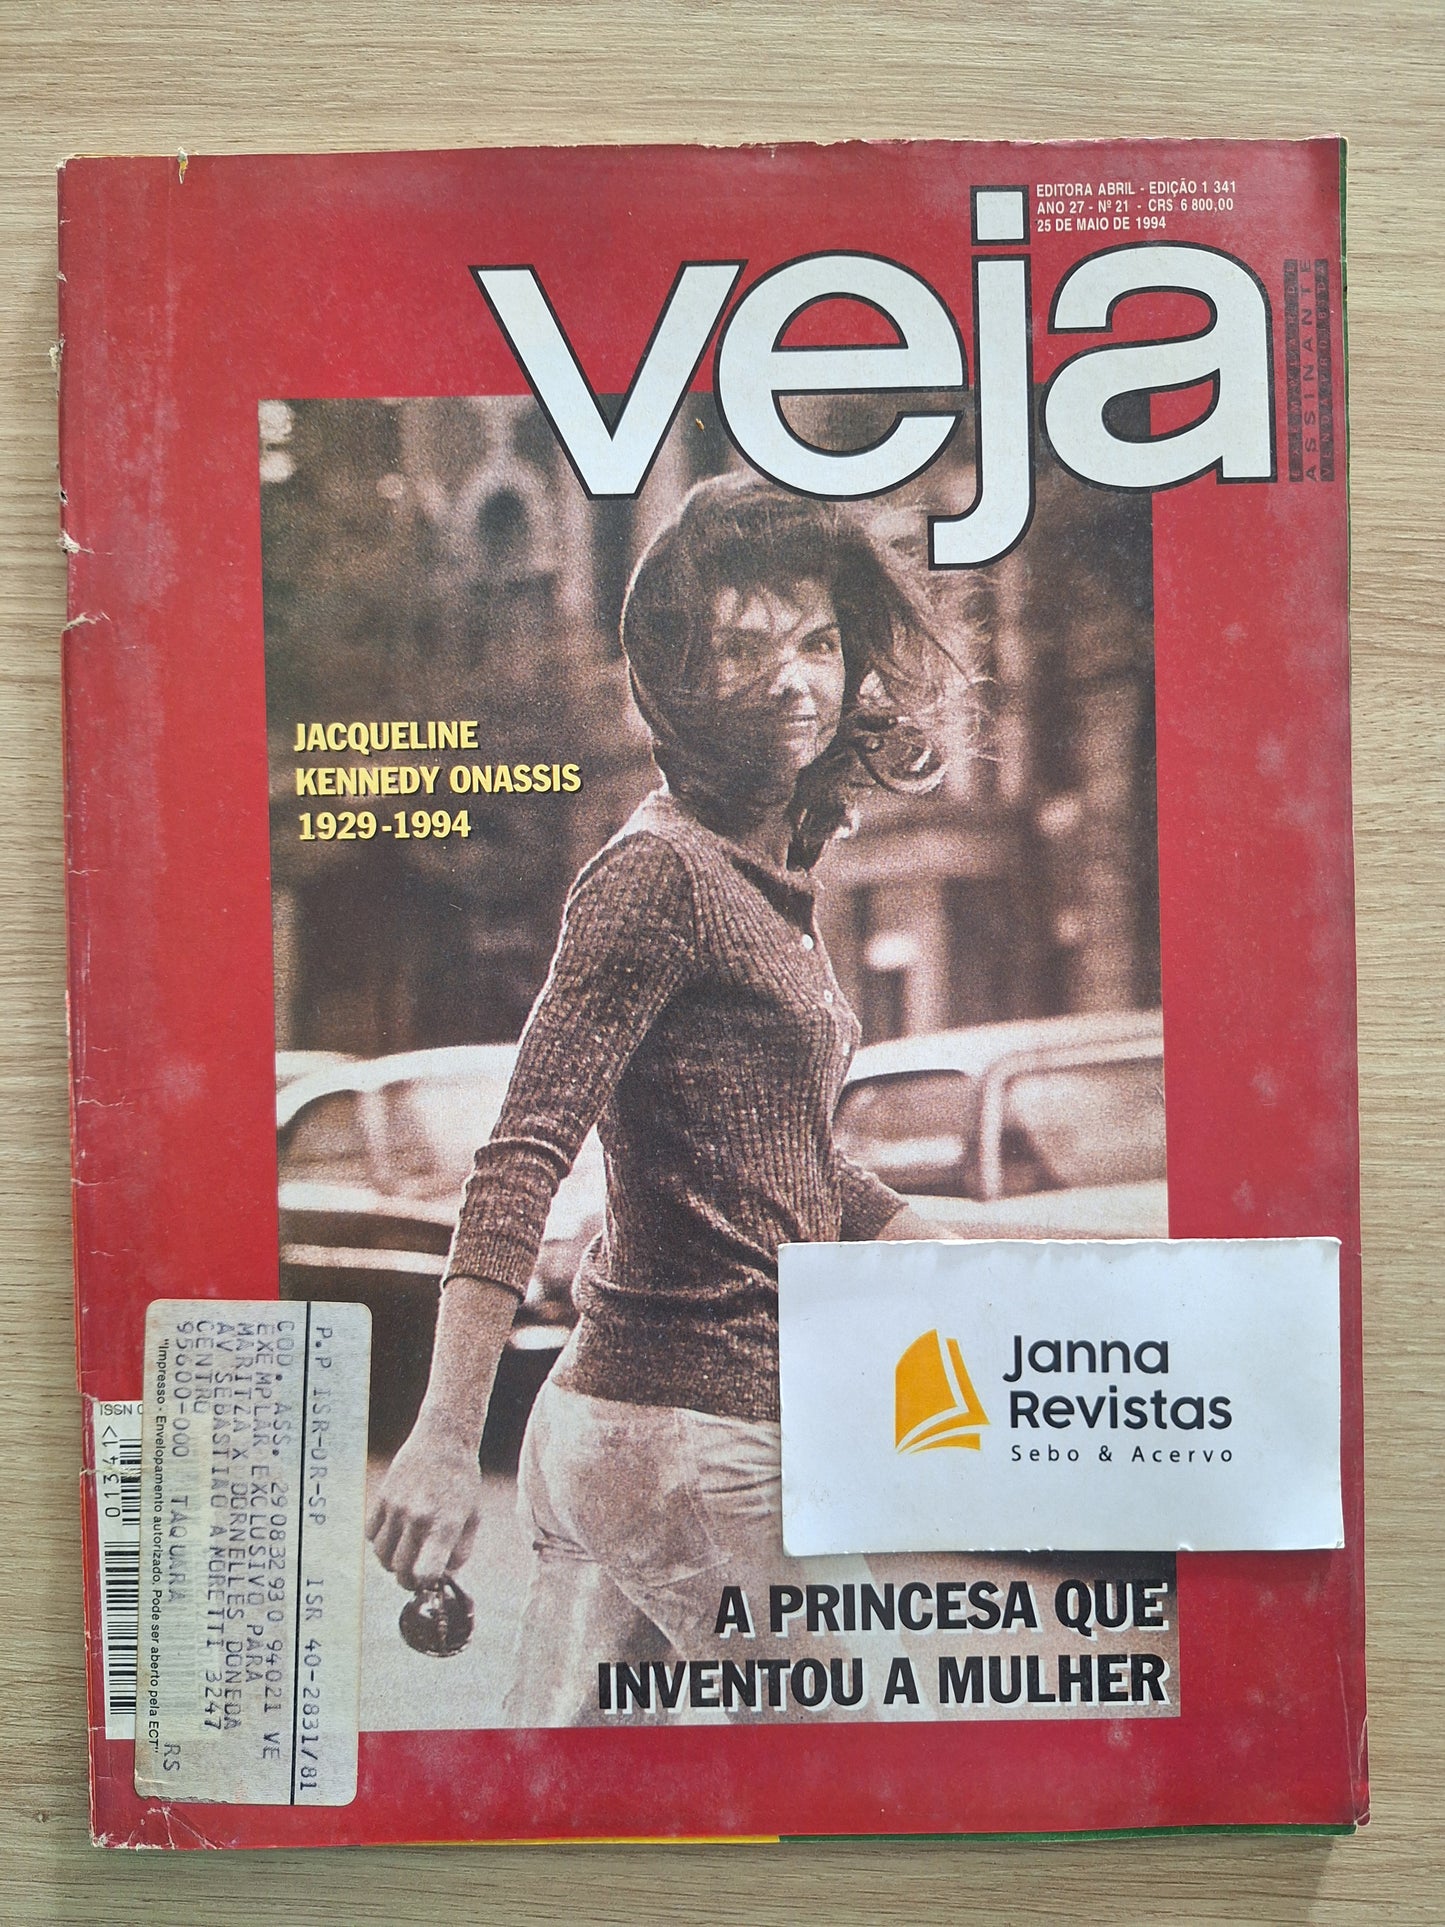 EDITORA ABRIL - EDIÇÃO 1 341
ANO 27 - Nº 21 - CR$ 6 800,00
25 DE MAIO DE 1994
veja
ASSINANTE
JACQUELINE
KENNEDY ONASSIS
1929-1994
Janna
Revistas
Sebo & Acervo
A PRINCESA QUE
INVENTOU A MULHER
P.P ISR-DR-SP ISR 40-2831/81
COD. ASS. 290832930 94021 VE
EXEMPLAR EXCLUSIVO PARA
MARITZA X DORNELLES DONEDA
AV SEBASTIAO A MORETTI 3247
CENTRO
95600-000 TAQUARA RS
"Impresso - Envelopamento autorizado, Pode ser aberto pela ECT"
ISSN 0
01341>